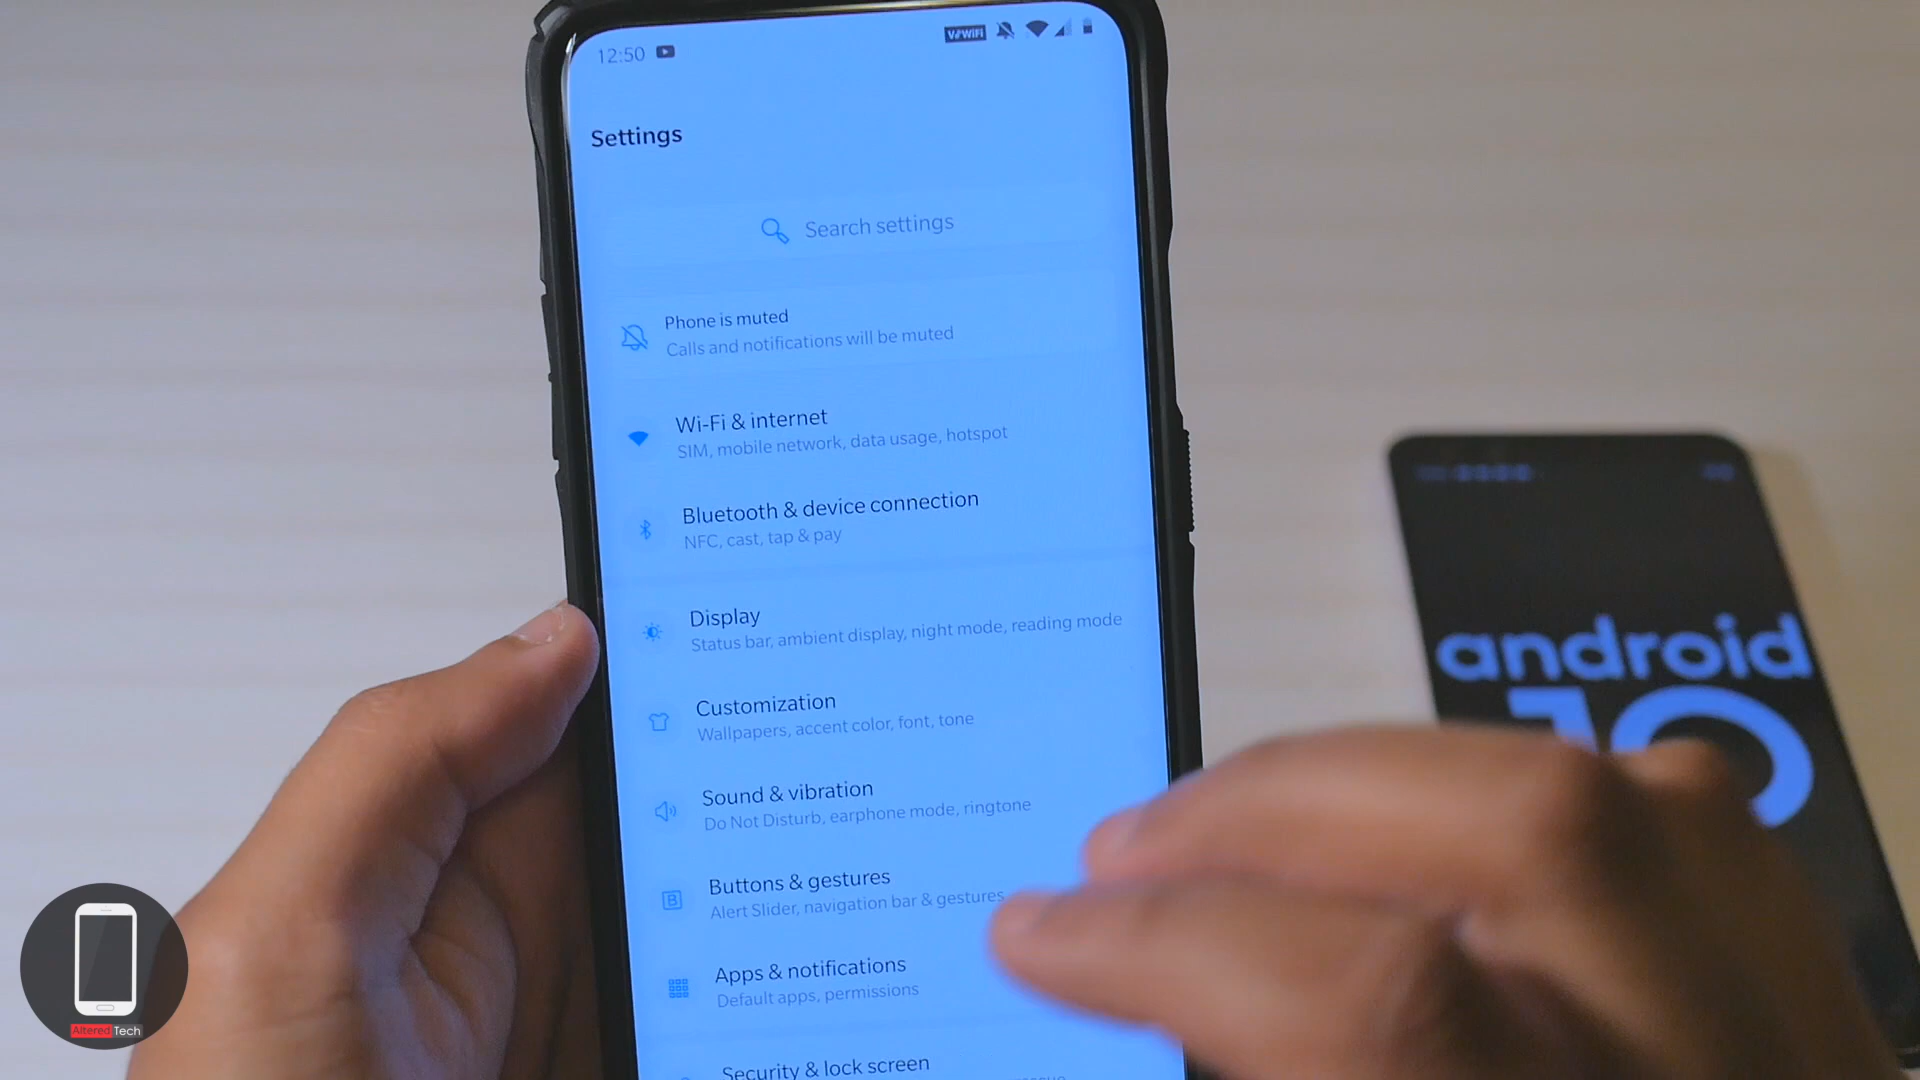 12:50
VoWiFi
Settings
Search settings
Phone is muted
Calls and notifications will be muted
Wi-Fi & internet
SIM, mobile network, data usage, hotspot
Bluetooth & device connection
NFC, cast, tap & pay
Display
Status bar, ambient display, night mode, reading mode
Customization
Wallpapers, accent color, font, tone
Sound & vibration
Do Not Disturb, earphone mode, ringtone
Buttons & gestures
Alert Slider, navigation bar & gestures
Apps & notifications
Default apps, permissions
Security & lock screen
android
10
Altered Tech